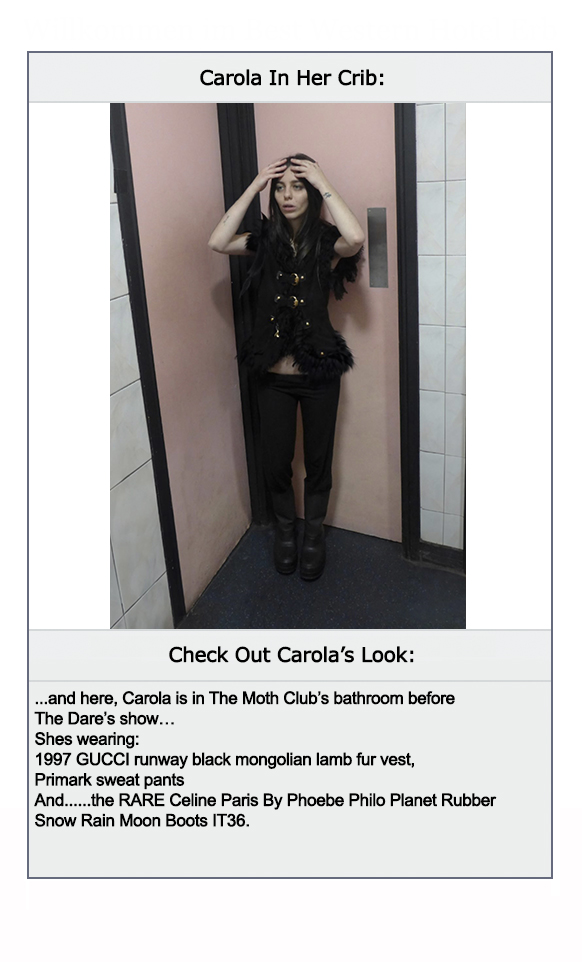 Carola In Her Crib:
Check Out Carola’s Look:
...and here, Carola is in The Moth Club’s bathroom before
The Dare’s show…
Shes wearing:
1997 GUCCI runway black mongolian lamb fur vest,
Primark sweat pants
And......the RARE Celine Paris By Phoebe Philo Planet Rubber
Snow Rain Moon Boots IT36.